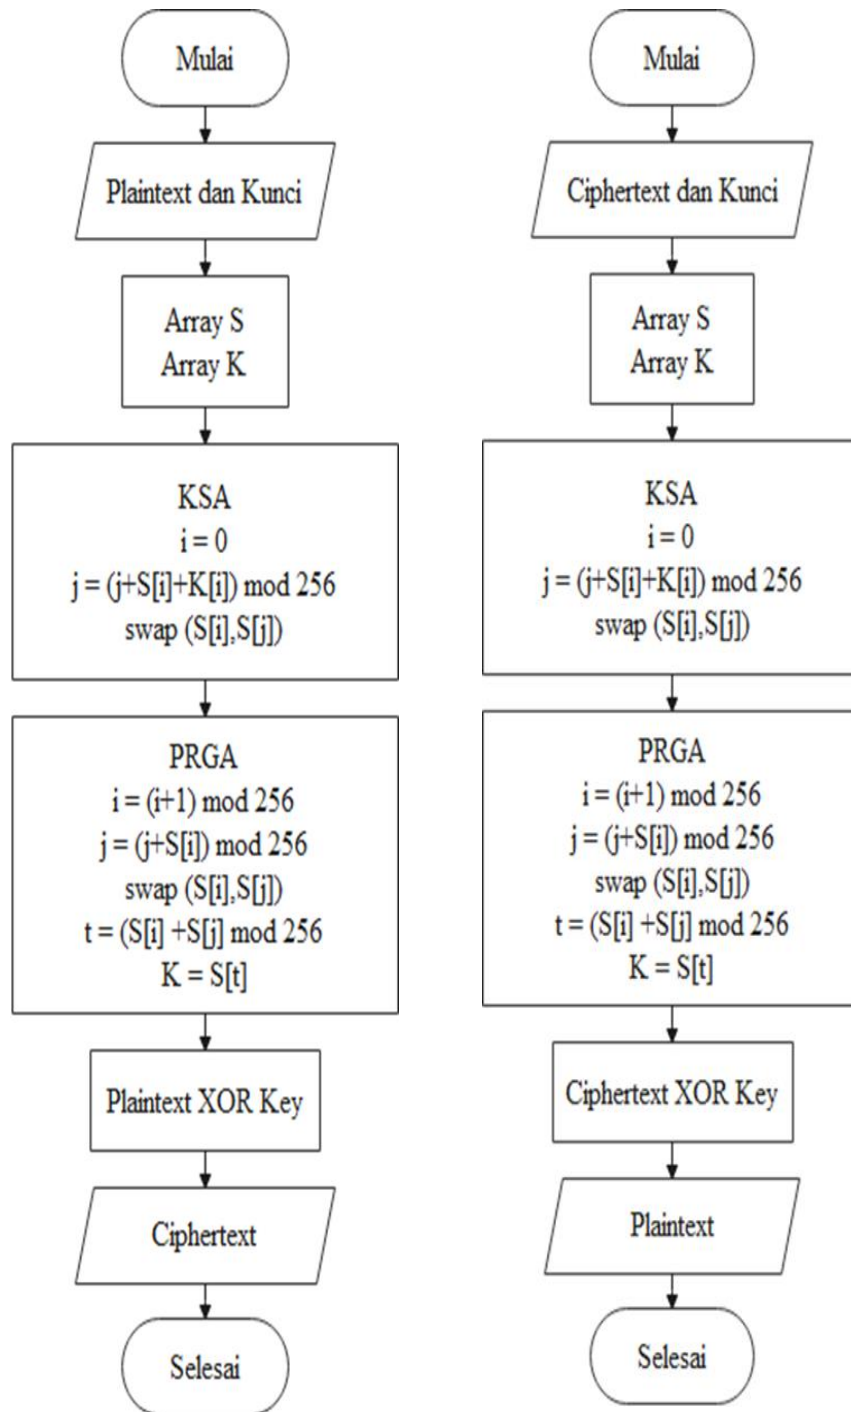 Mulai
Plaintext dan Kunci
Array S
Array K
KSA
i = 0
j = (j+S[i]+K[i]) mod 256
swap (S[i],S[j])
PRGA
i = (i+1) mod 256
j = (j+S[i]) mod 256
swap (S[i],S[j])
t = (S[i] +S[j] mod 256
K = S[t]
Plaintext XOR Key
Ciphertext
Selesai
Mulai
Ciphertext dan Kunci
Array S
Array K
KSA
i = 0
j = (j+S[i]+K[i]) mod 256
swap (S[i],S[j])
PRGA
i = (i+1) mod 256
j = (j+S[i]) mod 256
swap (S[i],S[j])
t = (S[i] +S[j] mod 256
K = S[t]
Ciphertext XOR Key
Plaintext
Selesai